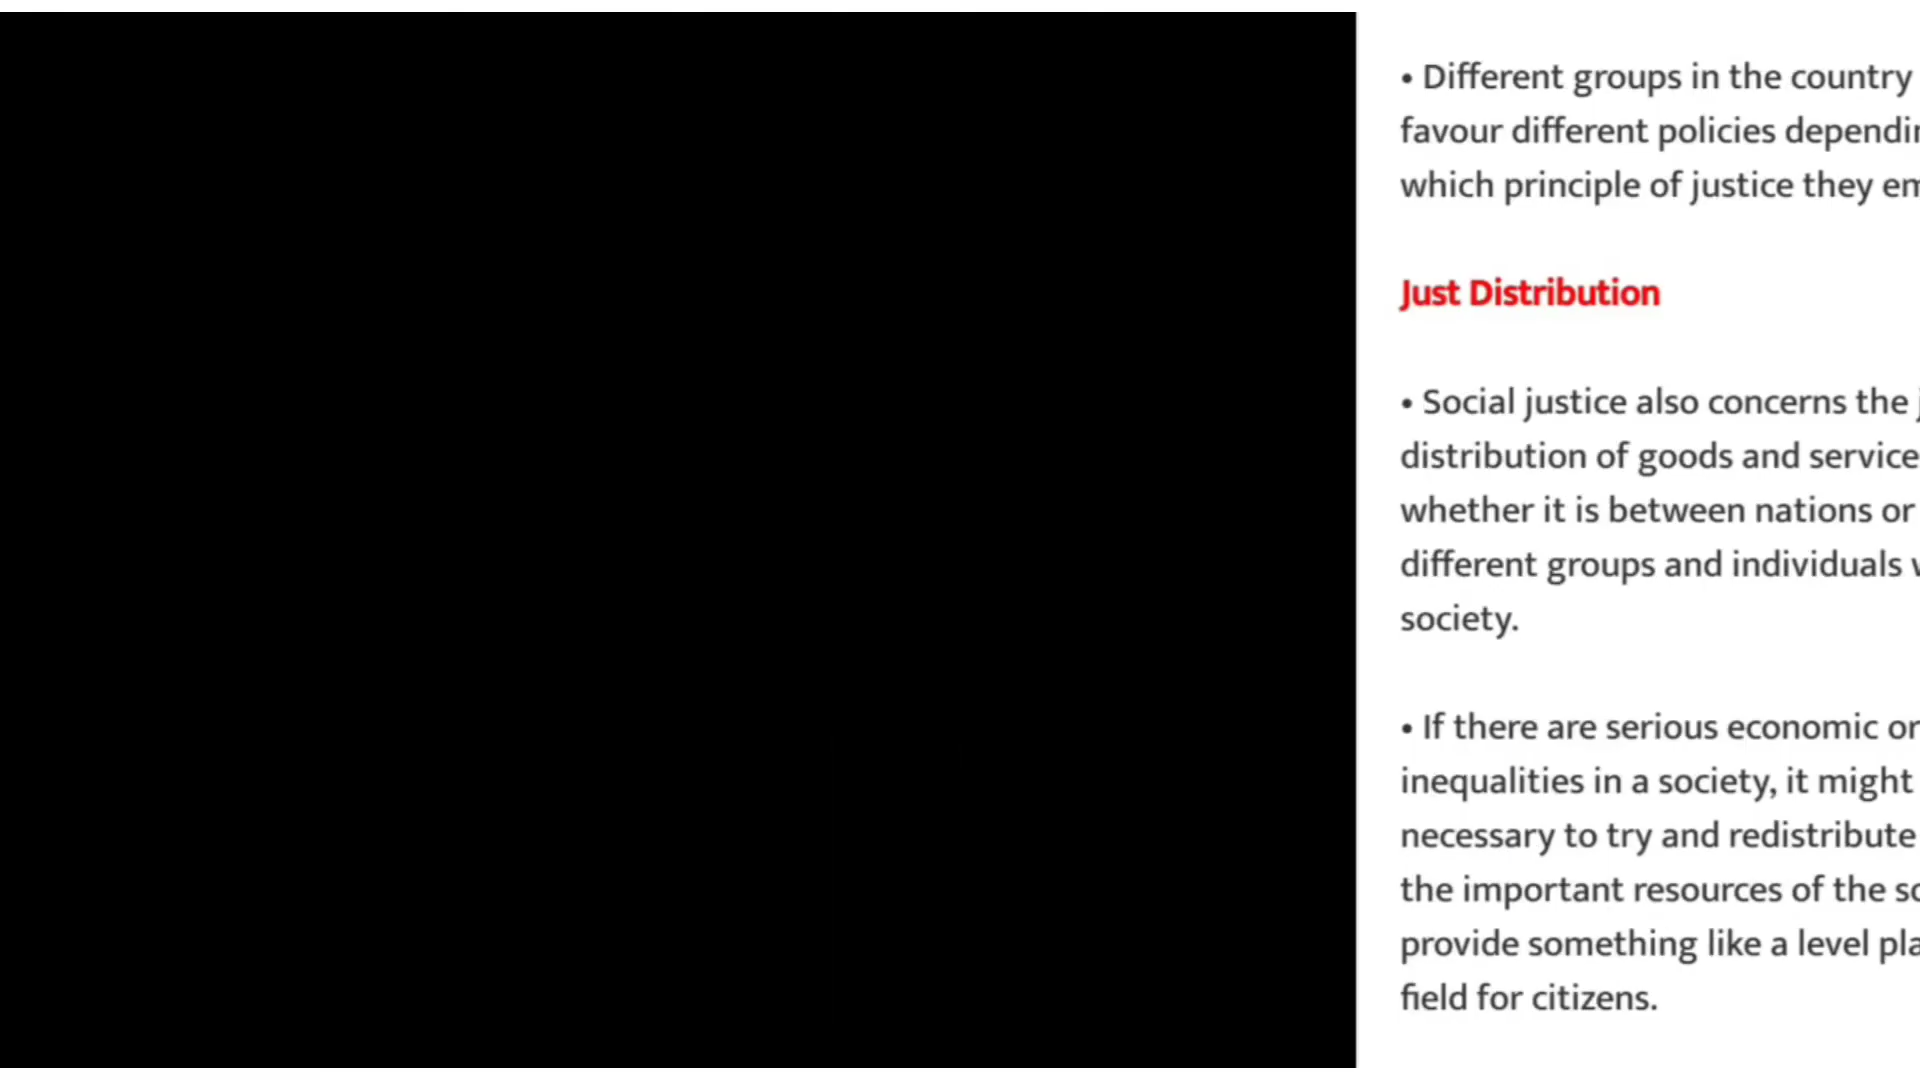 • Different groups in the country
favour different policies
which principle of justice they
Just Distribution
• Social justice also concerns the
distribution of goods and service
whether it is between nations or
different groups and individuals
society.
• If there are serious economic or
inequalities in a society, it might
necessary to try and redistribute
the important resources of the
provide something like a level
field for citizens.